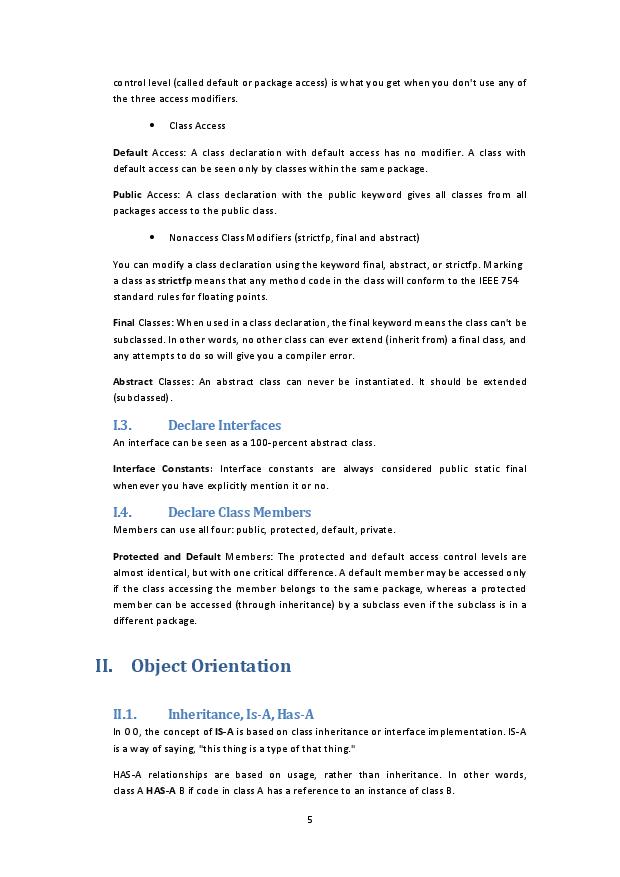 control level (called default or package access) is what you get when you don't use any of
the three access modifiers.
• Class Access
Default Access: A class declaration with default access has no modifier. A class with
default access can be seen only by classes within the same package.
Public Access: A class declaration with the public keyword gives all classes from all
packages access to the public class.
• Nonaccess Class Modifiers (strictfp, final and abstract)
You can modify a class declaration using the keyword final, abstract, or strictfp. Marking
a class as strictfp means that any method code in the class will conform to the IEEE 754
standard rules for floating points.
Final Classes: When used in a class declaration, the final keyword means the class can't be
subclassed. In other words, no other class can ever extend (inherit from) a final class, and
any attempts to do so will give you a compiler error.
Abstract Classes: An abstract class can never be instantiated. It should be extended
(subclassed).
I.3. Declare Interfaces
An interface can be seen as a 100-percent abstract class.
Interface Constants: Interface constants are always considered public static final
whenever you have explicitly mention it or no.
I.4. Declare Class Members
Members can use all four: public, protected, default, private.
Protected and Default Members: The protected and default access control levels are
almost identical, but with one critical difference. A default member may be accessed only
if the class accessing the member belongs to the same package, whereas a protected
member can be accessed (through inheritance) by a subclass even if the subclass is in a
different package.
II. Object Orientation
II.1. Inheritance, Is-A, Has-A
In OO, the concept of IS-A is based on class inheritance or interface implementation. IS-A
is a way of saying, "this thing is a type of that thing."
HAS-A relationships are based on usage, rather than inheritance. In other words,
class A HAS-A B if code in class A has a reference to an instance of class B.
5